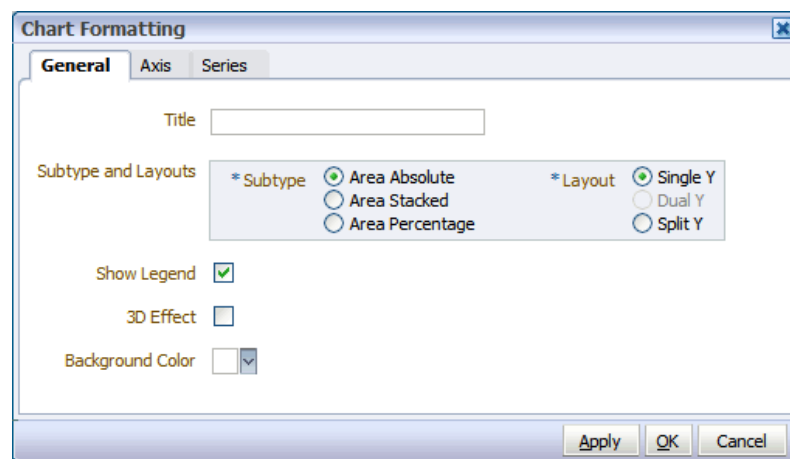 Chart Formatting
General Axis Series
Title
Subtype and Layouts * Subtype Area Absolute * Layout Single Y
Area Stacked Dual Y
Area Percentage Split Y
Show Legend
3D Effect
Background Color
Apply OK Cancel